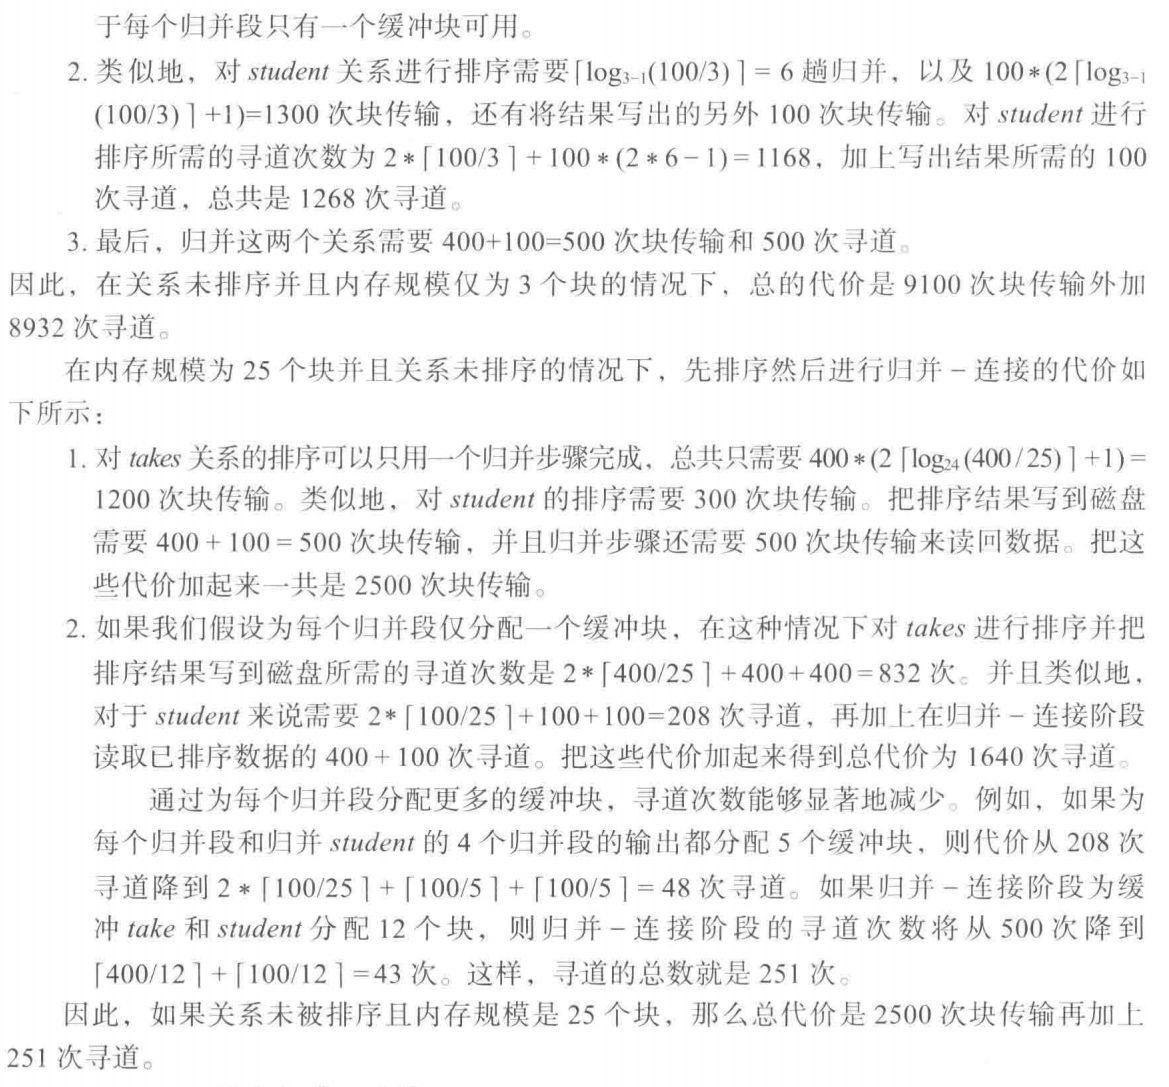 于每个归并段只有一个缓冲块可用。
2. 类似地，对 student 关系进行排序需要⌈log₃₋₁(100/3)⌉ = 6 趟归并，以及 100*(2⌈log₃₋₁
(100/3)⌉+1)=1300 次块传输，还有将结果写出的另外 100 次块传输。对 student 进行
排序所需的寻道次数为 2*⌈100/3⌉+100*(2*6-1)=1168，加上写出结果所需的 100
次寻道，总共是 1268 次寻道。
3. 最后，归并这两个关系需要 400+100=500 次块传输和 500 次寻道。
因此，在关系未排序并且内存规模仅为 3 个块的情况下，总的代价是 9100 次块传输外加
8932 次寻道。
在内存规模为 25 个块并且关系未排序的情况下，先排序然后进行归并－连接的代价如
下所示：
1. 对 takes 关系的排序可以只用一个归并步骤完成，总共只需要 400*(2⌈log₂₄(400/25)⌉+1)=
1200 次块传输。类似地，对 student 的排序需要 300 次块传输。把排序结果写到磁盘
需要 400 + 100 = 500 次块传输，并且归并步骤还需要 500 次块传输来读回数据。把这
些代价加起来一共是 2500 次块传输。
2. 如果我们假设为每个归并段仅分配一个缓冲块，在这种情况下对 takes 进行排序并把
排序结果写到磁盘所需的寻道次数是 2*⌈400/25⌉+400+400=832 次。并且类似地，
对于 student 来说需要 2*⌈100/25⌉+100+100=208 次寻道，再加上在归并－连接阶段
读取已排序数据的 400 + 100 次寻道。把这些代价加起来得到总代价为 1640 次寻道。
通过为每个归并段分配更多的缓冲块，寻道次数能够显著地减少。例如，如果为
每个归并段和归并 student 的 4 个归并段的输出都分配 5 个缓冲块，则代价从 208 次
寻道降到 2 * ⌈100/25⌉ + ⌈100/5⌉ + ⌈100/5⌉ = 48 次寻道。如果归并－连接阶段为缓
冲 take 和 student 分配 12 个块，则归并－连接阶段的寻道次数将从 500 次降到
⌈400/12⌉+⌈100/12⌉=43 次。这样，寻道的总数就是 251 次。
因此，如果关系未被排序且内存规模是 25 个块，那么总代价是 2500 次块传输再加上
251 次寻道。